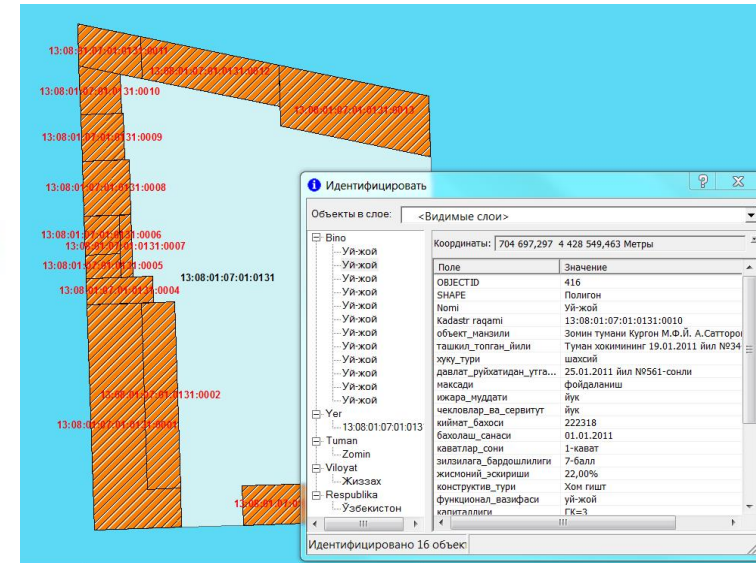 13:08:01:07:01:0131:0011
13:08:01:07:01:0131:0012
13:08:01:07:01:0131:0010
13:08:01:07:01:0131:0013
13:08:01:07:01:0131:0009
13:08:01:07:01:0131:0008
13:08:01:07:01:0131:0006
13:08:01:07:01:0131:0007
13:08:01:07:01:0131:0005
13:08:01:07:01:0131
13:08:01:07:01:0131:0004
13:08:01:07:01:0131:0002
13:08:01:07:01:0131:0001
Идентифицировать
Объекты в слое: <Видимые слои>
Bino
Уй-жой
Уй-жой
Уй-жой
Уй-жой
Уй-жой
Уй-жой
Уй-жой
Уй-жой
Уй-жой
Уй-жой
Уй-жой
Уй-жой
Yer
13:08:01:07:01:013
Tuman
Zomin
Viloyat
Жиззах
Respublika
Ўзбекистон
Координаты: 704 697,297 4 428 549,463 Метры
Поле Значение
OBJECTID 416
SHAPE Полигон
Nomi Уй-жой
Kadastr raqami 13:08:01:07:01:0131:0010
объект_манзили Зомин тумани Кургон М.Ф.Й. А.Сатторо
ташкил_топган_йили Туман хокимининг 19.01.2011 йил №34
хуку_тури шахсий
давлат_руйхатидан_утга... 25.01.2011 йил №561-сонли
максади фойдаланиш
ижара_муддати йук
чекловлар_ва_сервитут йук
киймат_бахоси 222318
бахолаш_санаси 01.01.2011
каватлар_сони 1-кават
зилзилага_бардошлилиги 7-балл
жисмоний_эскириши 22,00%
конструктив_тури Хом гишт
функционал_вазифаси уй-жой
капиталлиги ГК=3
Идентифицировано 16 объек